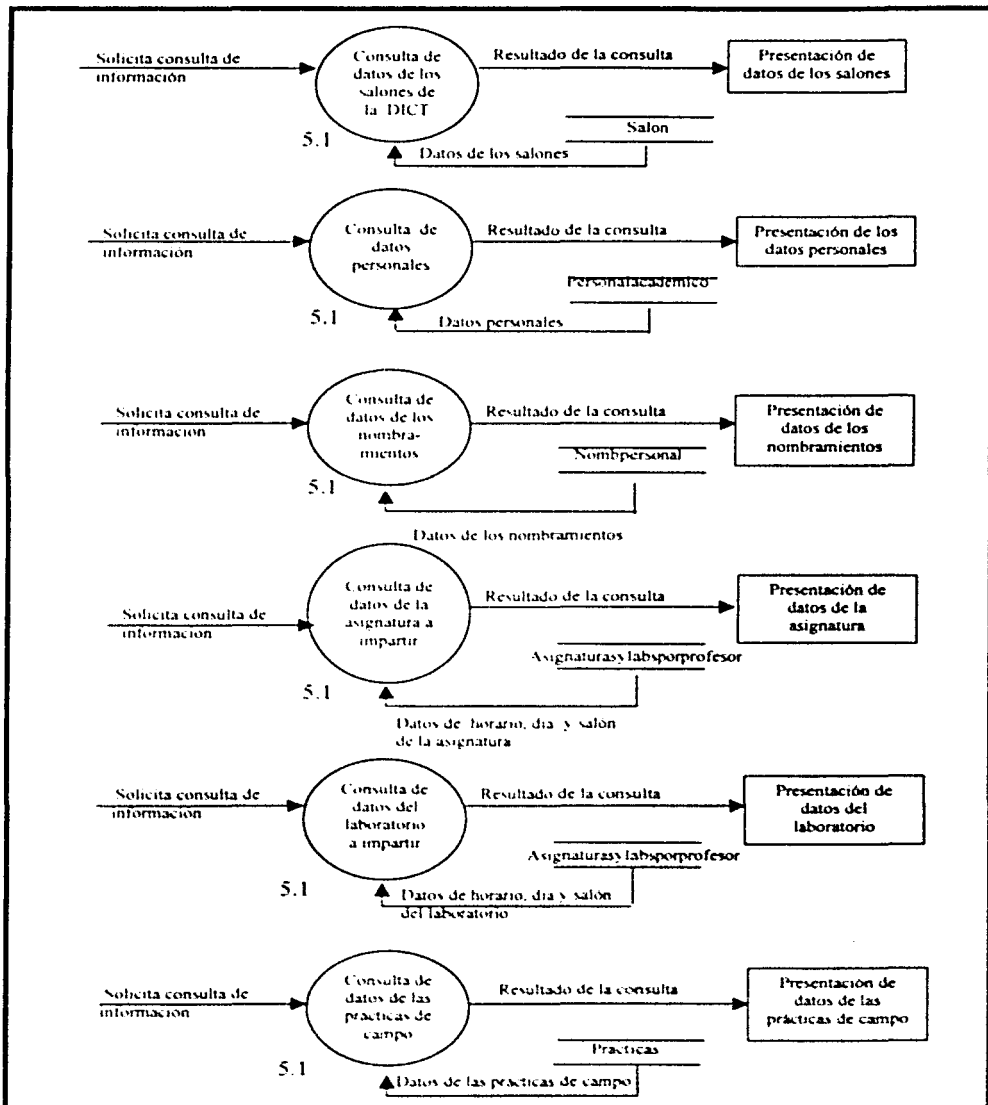 Solicita consulta de
información
Consulta de
datos de los
salones de
la DICT
5.1
Resultado de la consulta
Presentación de
datos de los salones
Salon
Datos de los salones
Solicita consulta de
información
Consulta de
datos
personales
5.1
Resultado de la consulta
Presentación de los
datos personales
Personalacadémico
Datos personales
Solicita consulta de
información
Consulta de
datos de los
nombra-
mientos
5.1
Resultado de la consulta
Presentación de
datos de los
nombramientos
Nombpersonal
Datos de los nombramientos
Solicita consulta de
información
Consulta de
datos de la
asignatura a
impartir
5.1
Resultado de la consulta
Presentación de
datos de la
asignatura
Asignaturasylabsporprofesor
Datos de horario, dia y salón
de la asignatura
Solicita consulta de
información
Consulta de
datos del
laboratorio
a impartir
5.1
Resultado de la consulta
Presentación de
datos del
laboratorio
Asignaturasylabsporprofesor
Datos de horario, dia y salón
del laboratorio
Solicita consulta de
información
Consulta de
datos de las
prácticas de
campo
5.1
Resultado de la consulta
Presentación de
datos de las
prácticas de campo
Practicas
Datos de las practicas de campo